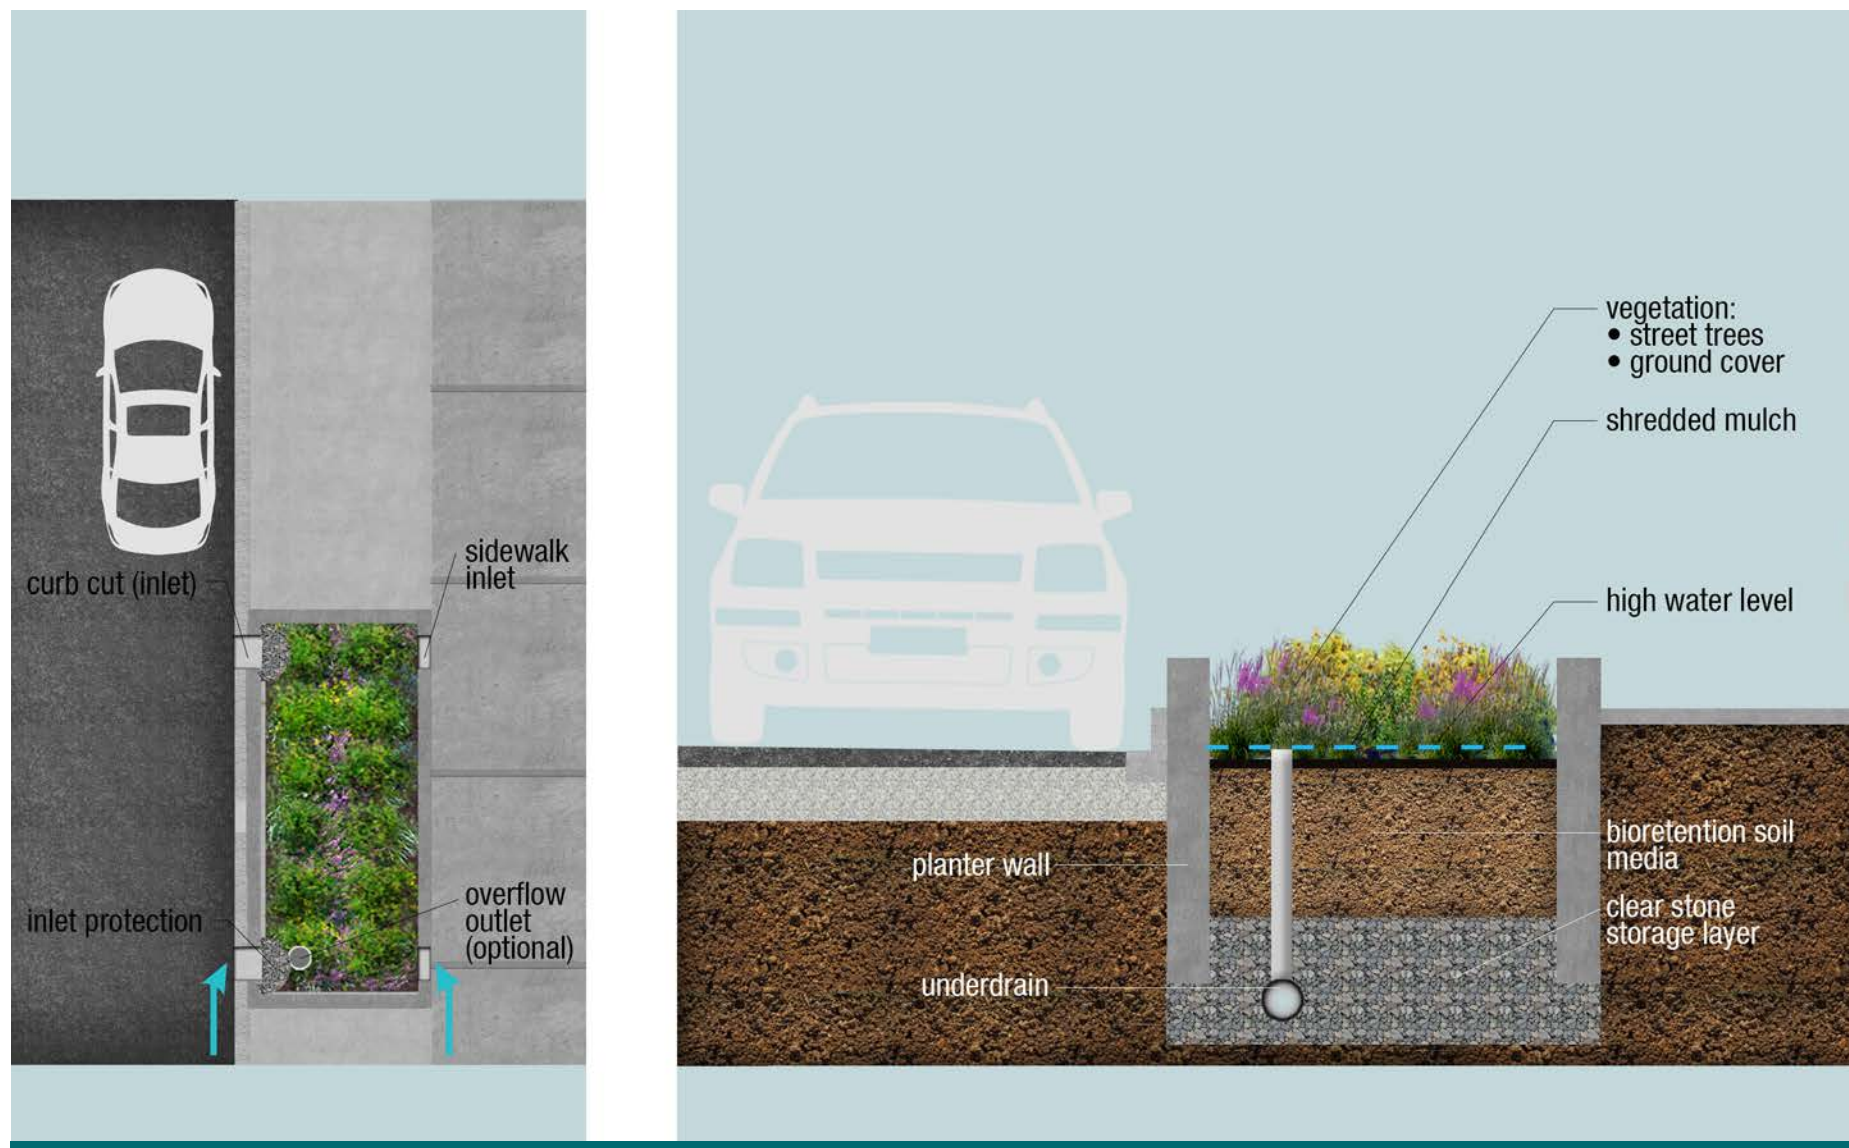 curb cut (inlet)
sidewalk
inlet
inlet protection
overflow
outlet
(optional)
vegetation:
• street trees
• ground cover
shredded mulch
high water level
planter wall
bioretention soil
media
clear stone
storage layer
underdrain